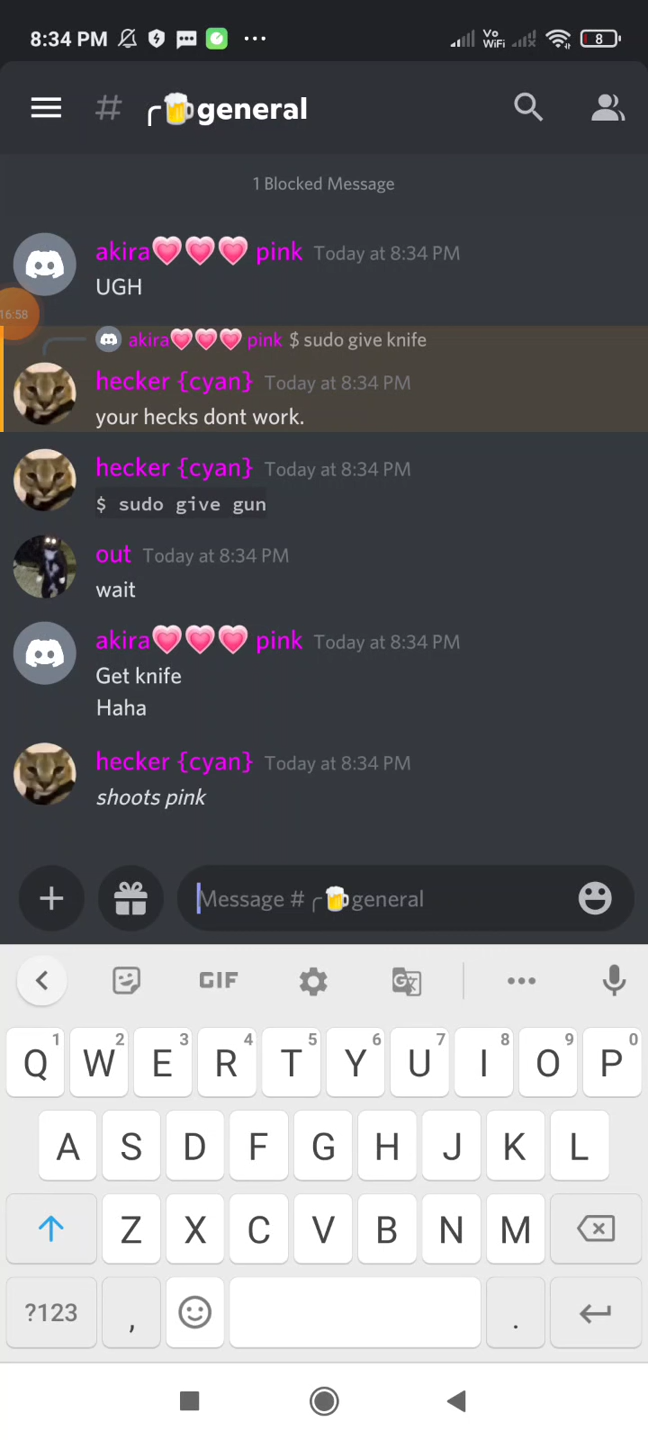 8:34 PM Vo WiFi 8
# ╭🍺general
1 Blocked Message
akira💗💗💗 pink Today at 8:34 PM
UGH
16:58
akira💗💗💗 pink $ sudo give knife
hecker {cyan} Today at 8:34 PM
your hecks dont work.
hecker {cyan} Today at 8:34 PM
$ sudo give gun
out Today at 8:34 PM
wait
akira💗💗💗 pink Today at 8:34 PM
Get knife
Haha
hecker {cyan} Today at 8:34 PM
shoots pink
Message # ╭🍺general
GIF
1 2 3 4 5 6 7 8 9 0
Q W E R T Y U I O P
A S D F G H J K L
Z X C V B N M
?123 , .